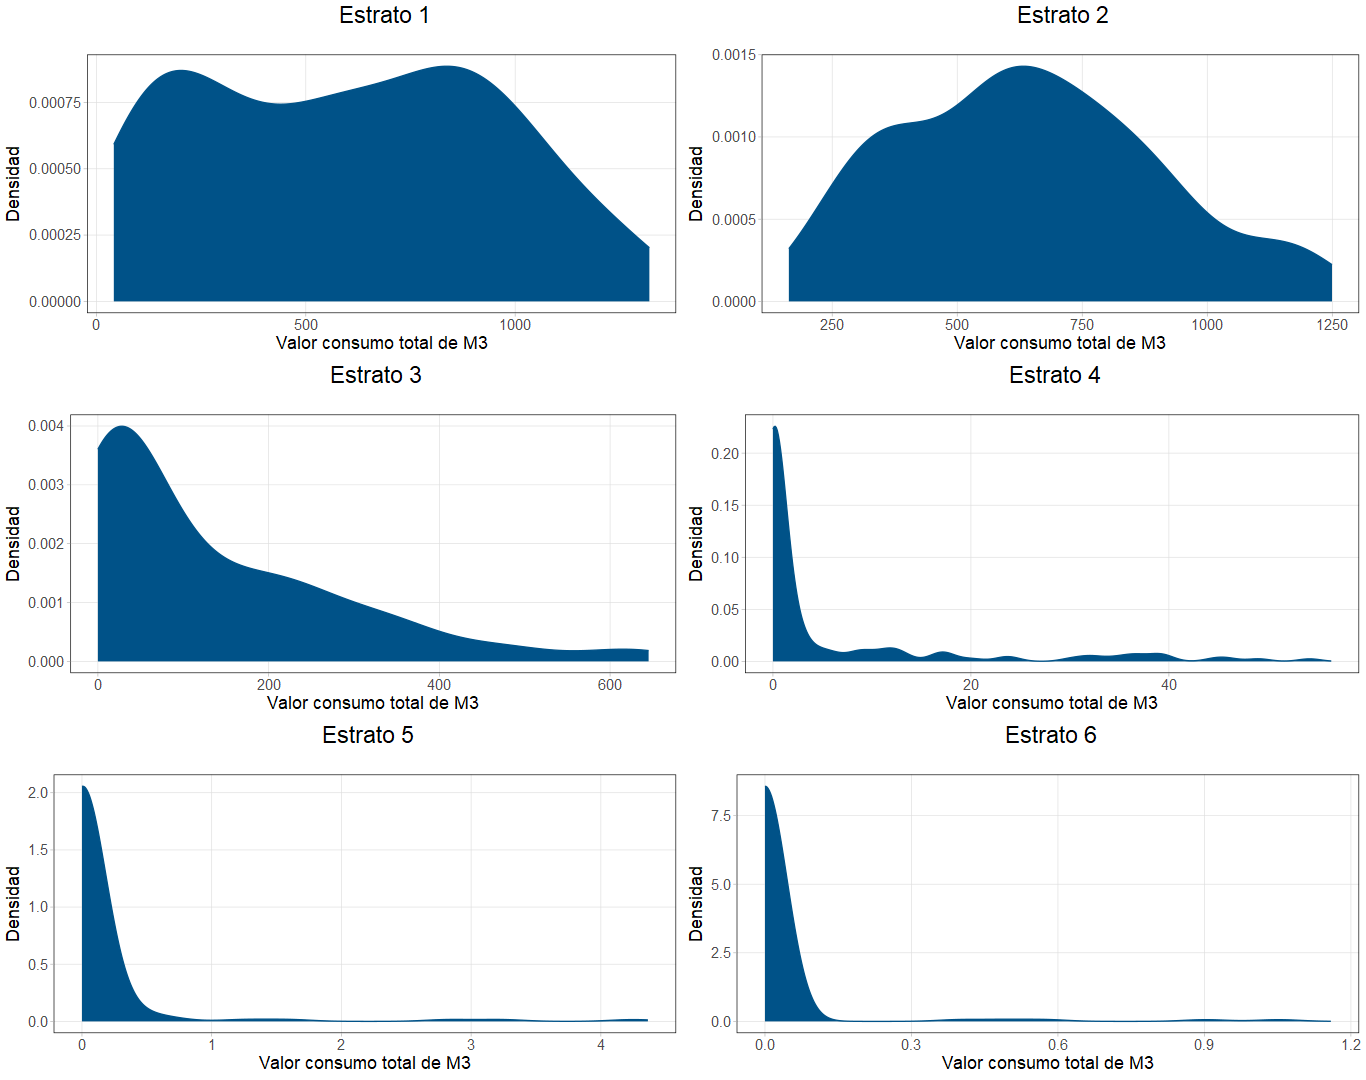 Estrato 1
Densidad
0.00075
0.00050
0.00025
0.00000
0 500 1000
Valor consumo total de M3
Estrato 2
Densidad
0.0015
0.0010
0.0005
0.0000
250 500 750 1000 1250
Valor consumo total de M3
Estrato 3
Densidad
0.004
0.003
0.002
0.001
0.000
0 200 400 600
Valor consumo total de M3
Estrato 4
Densidad
0.20
0.15
0.10
0.05
0.00
0 20 40
Valor consumo total de M3
Estrato 5
Densidad
2.0
1.5
1.0
0.5
0.0
0 1 2 3 4
Valor consumo total de M3
Estrato 6
Densidad
7.5
5.0
2.5
0.0
0.0 0.3 0.6 0.9 1.2
Valor consumo total de M3